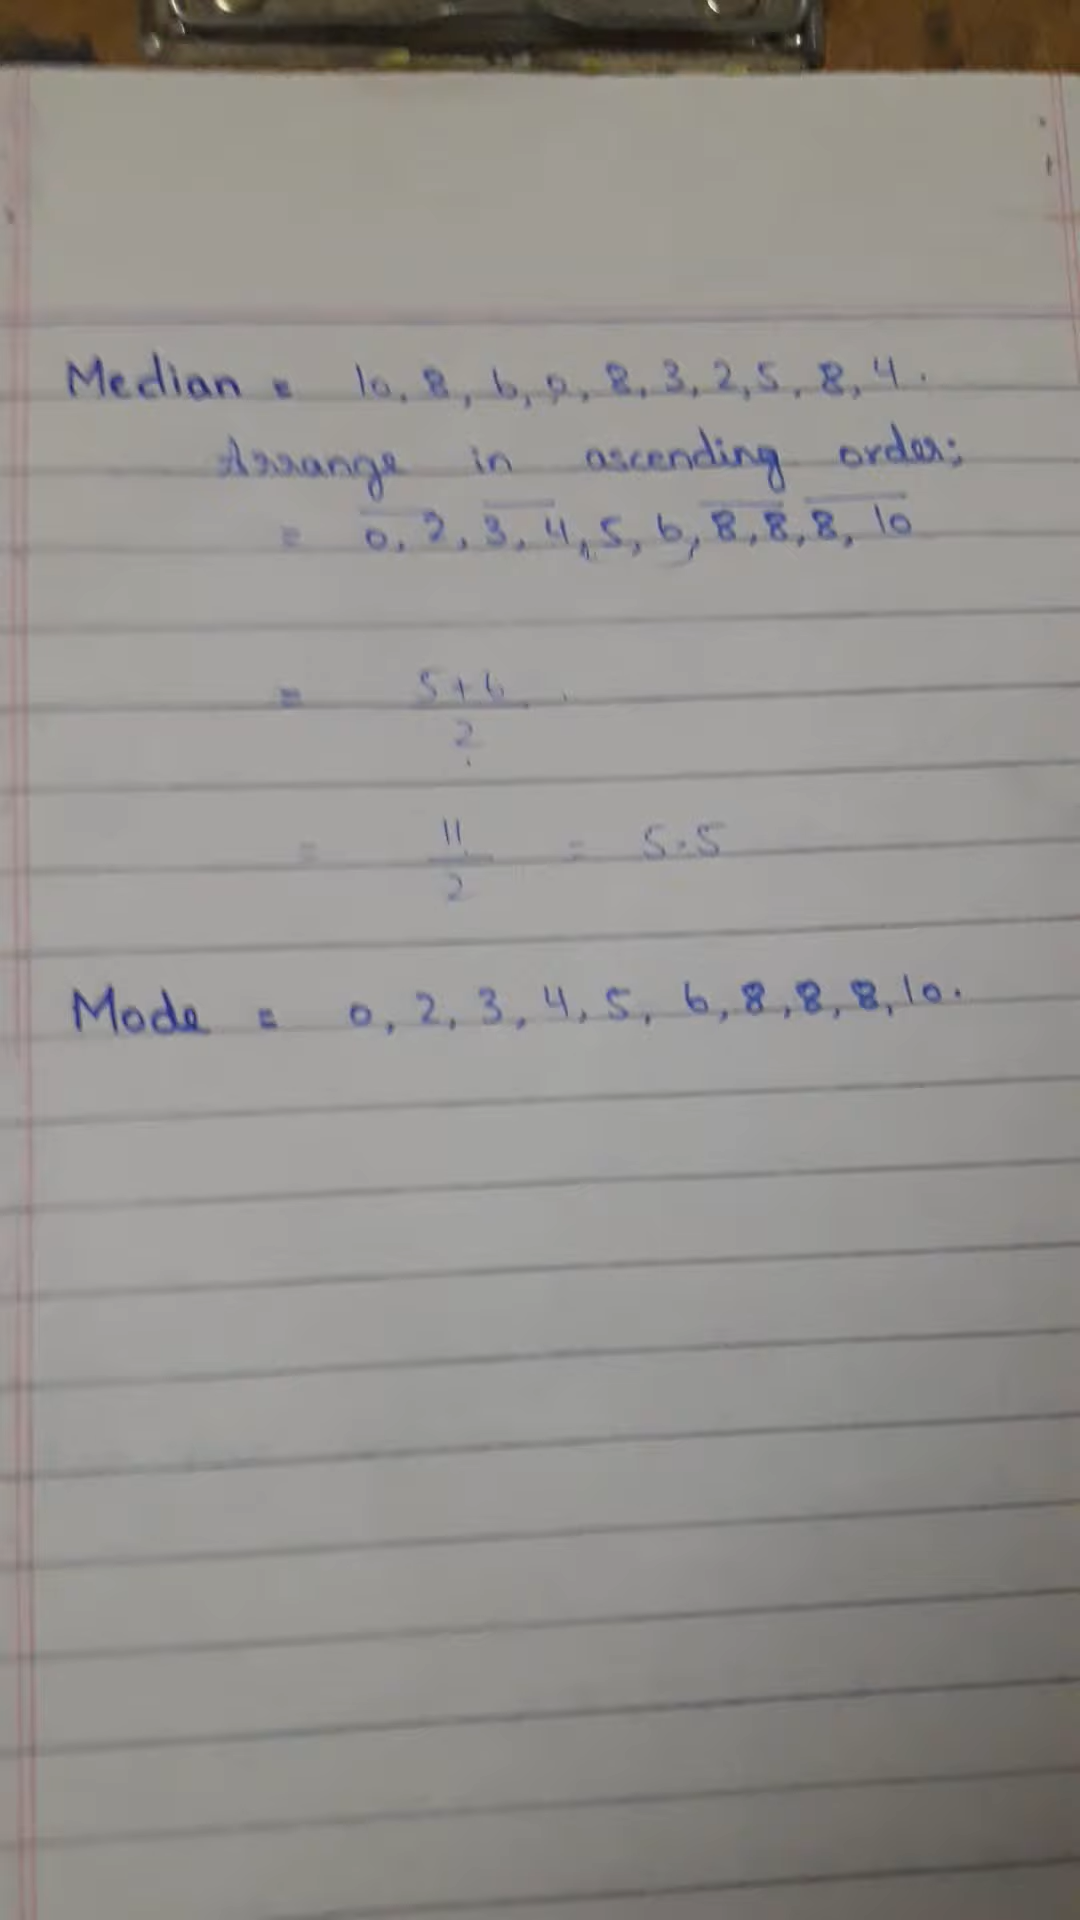 Median = 10, 8, 6, 0, 8, 3, 2, 5, 8, 4.
Arrange in ascending order:
= 0, 2, 3, 4, 5, 6, 8, 8, 8, 10
= 5+6
2
= 11 = 5.5
2
Mode = 0, 2, 3, 4, 5, 6, 8, 8, 8, 10.